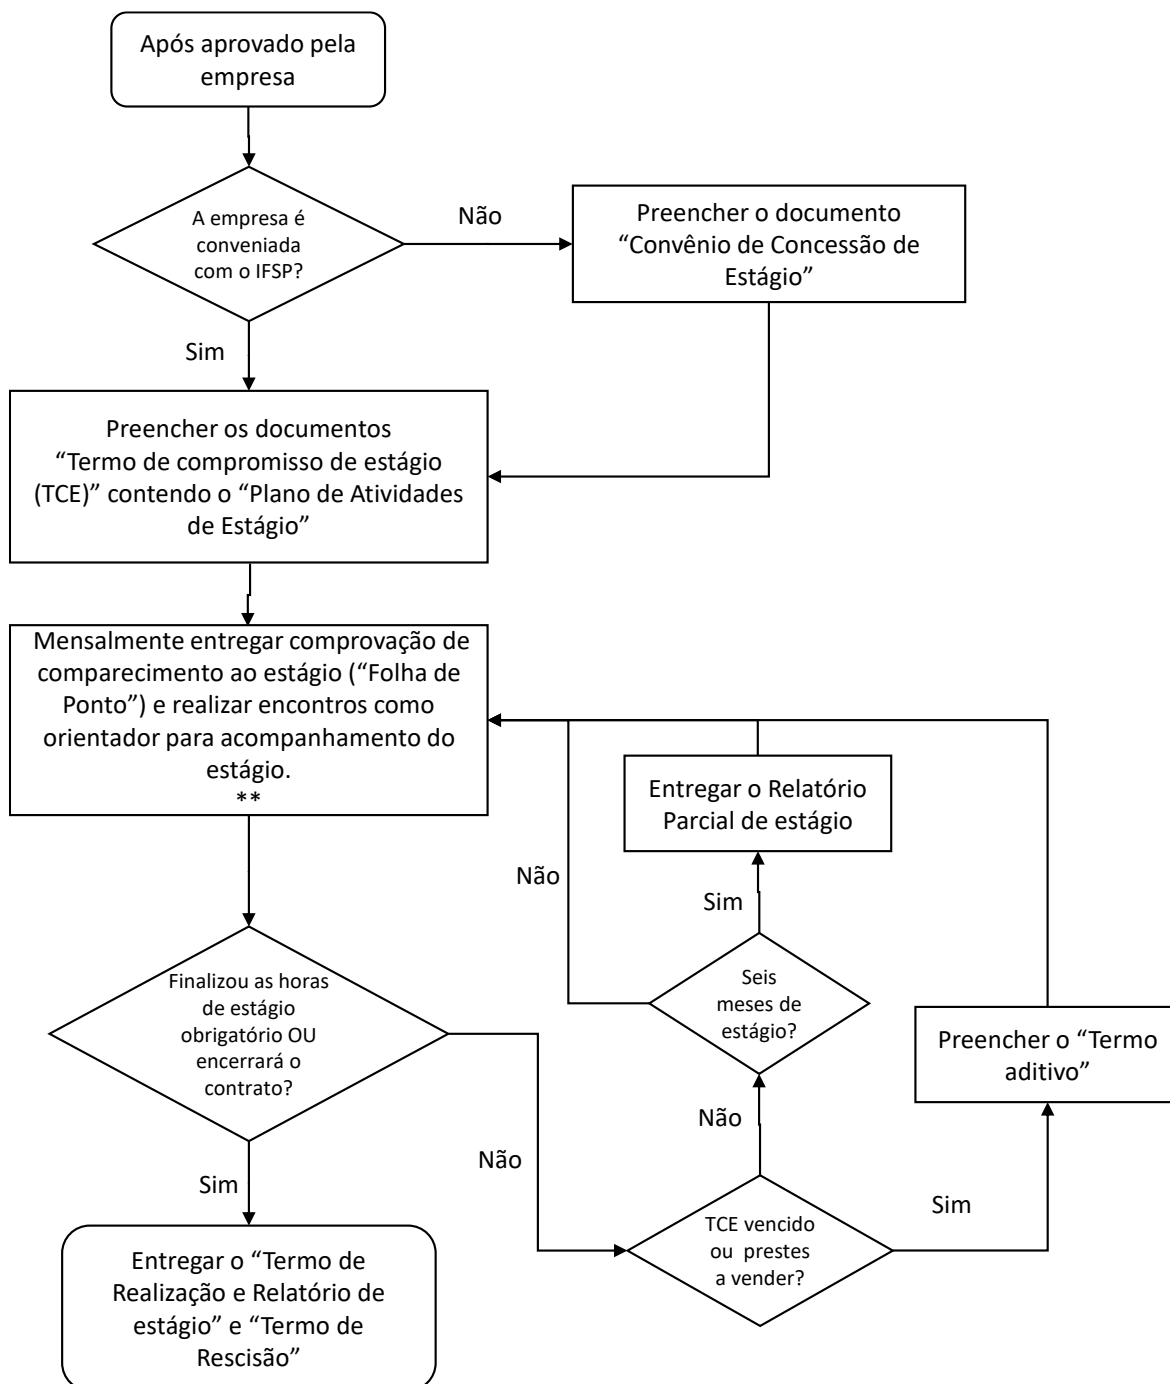 Após aprovado pela
empresa
A empresa é
conveniada
com o IFSP?
Não
Preencher o documento
“Convênio de Concessão de
Estágio”
Sim
Preencher os documentos
“Termo de compromisso de estágio
(TCE)” contendo o “Plano de Atividades
de Estágio”
Mensalmente entregar comprovação de
comparecimento ao estágio (“Folha de
Ponto”) e realizar encontros como
orientador para acompanhamento do
estágio.
**
Entregar o Relatório
Parcial de estágio
Não
Sim
Finalizou as horas
de estágio
obrigatório OU
encerrará o
contrato?
Seis
meses de
estágio?
Preencher o “Termo
aditivo”
Não
Não
Sim
Sim
TCE vencido
ou prestes
a vender?
Entregar o “Termo de
Realização e Relatório de
estágio” e “Termo de
Rescisão”